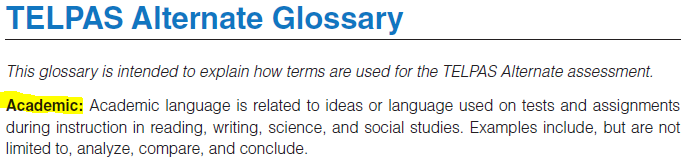 TELPAS Alternate Glossary
This glossary is intended to explain how terms are used for the TELPAS Alternate assessment.
Academic: Academic language is related to ideas or language used on tests and assignments
during instruction in reading, writing, science, and social studies. Examples include, but are not
limited to, analyze, compare, and conclude.